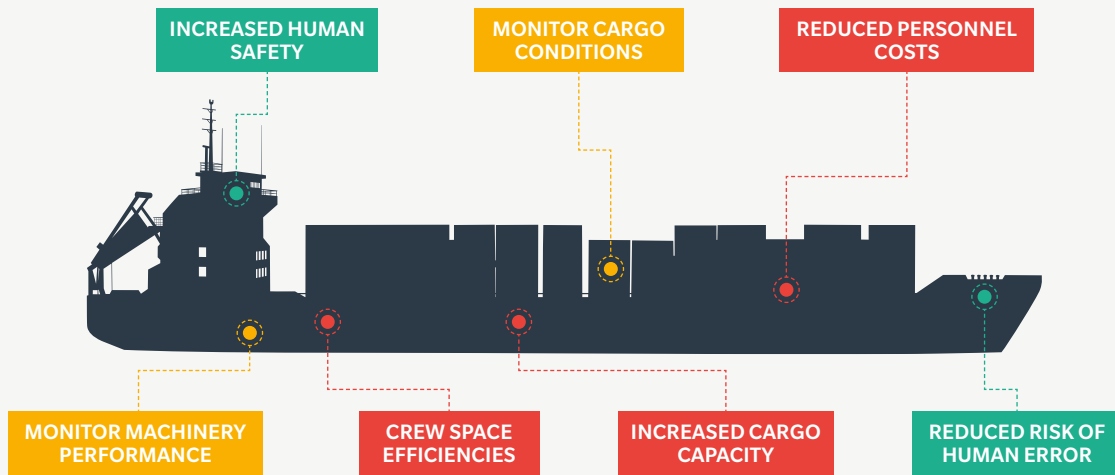 INCREASED HUMAN
SAFETY
MONITOR CARGO
CONDITIONS
REDUCED PERSONNEL
COSTS
MONITOR MACHINERY
PERFORMANCE
CREW SPACE
EFFICIENCIES
INCREASED CARGO
CAPACITY
REDUCED RISK OF
HUMAN ERROR